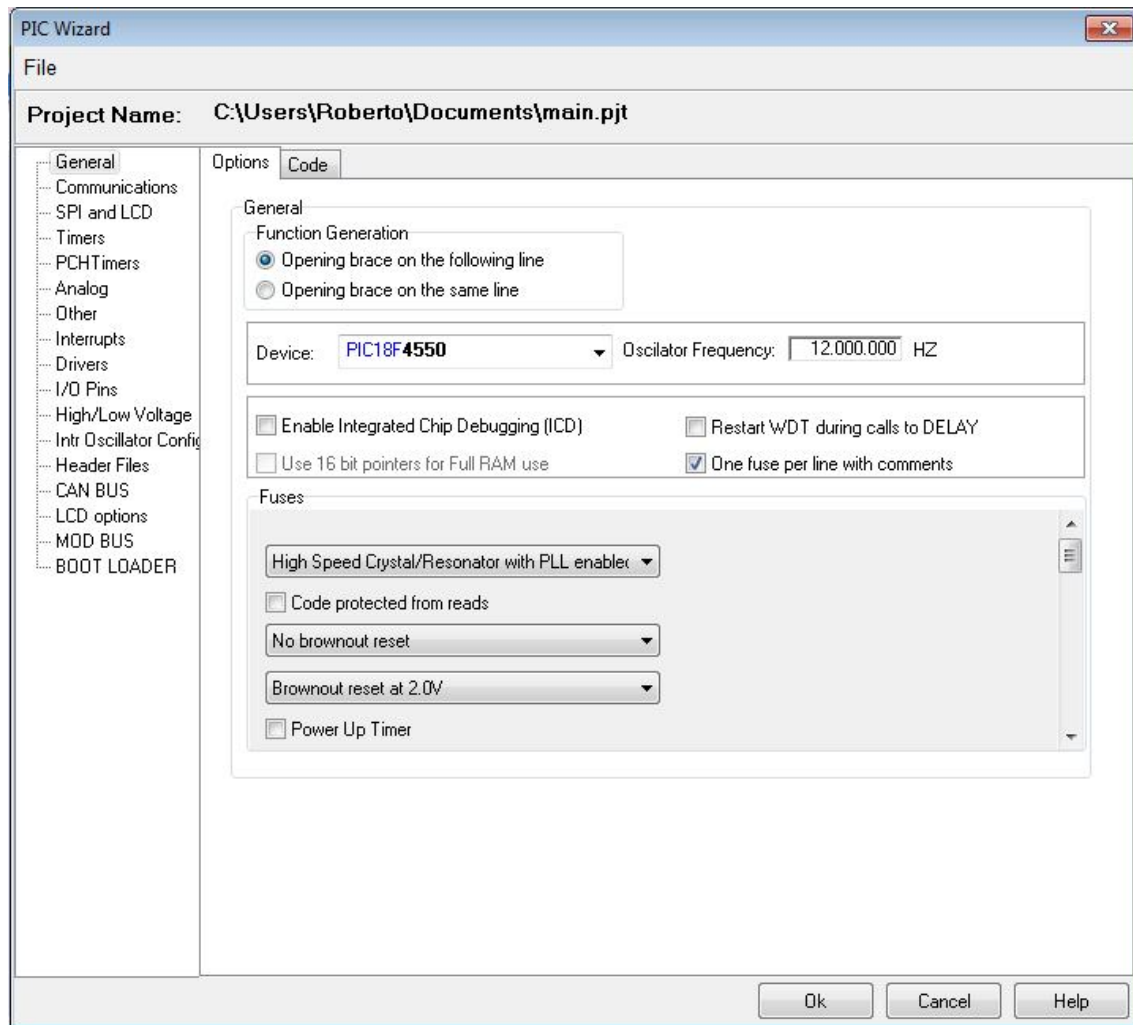 PIC Wizard
File
Project Name: C:\Users\Roberto\Documents\main.pjt
General
Communications
SPI and LCD
Timers
PCHTimers
Analog
Other
Interrupts
Drivers
I/O Pins
High/Low Voltage
Intr Oscillator Config
Header Files
CAN BUS
LCD options
MOD BUS
BOOT LOADER
Options Code
General
Function Generation
Opening brace on the following line
Opening brace on the same line
Device: PIC18F4550 Oscilator Frequency: 12.000.000 HZ
Enable Integrated Chip Debugging (ICD) Restart WDT during calls to DELAY
Use 16 bit pointers for Full RAM use One fuse per line with comments
Fuses
High Speed Crystal/Resonator with PLL enabled
Code protected from reads
No brownout reset
Brownout reset at 2.0V
Power Up Timer
Ok Cancel Help